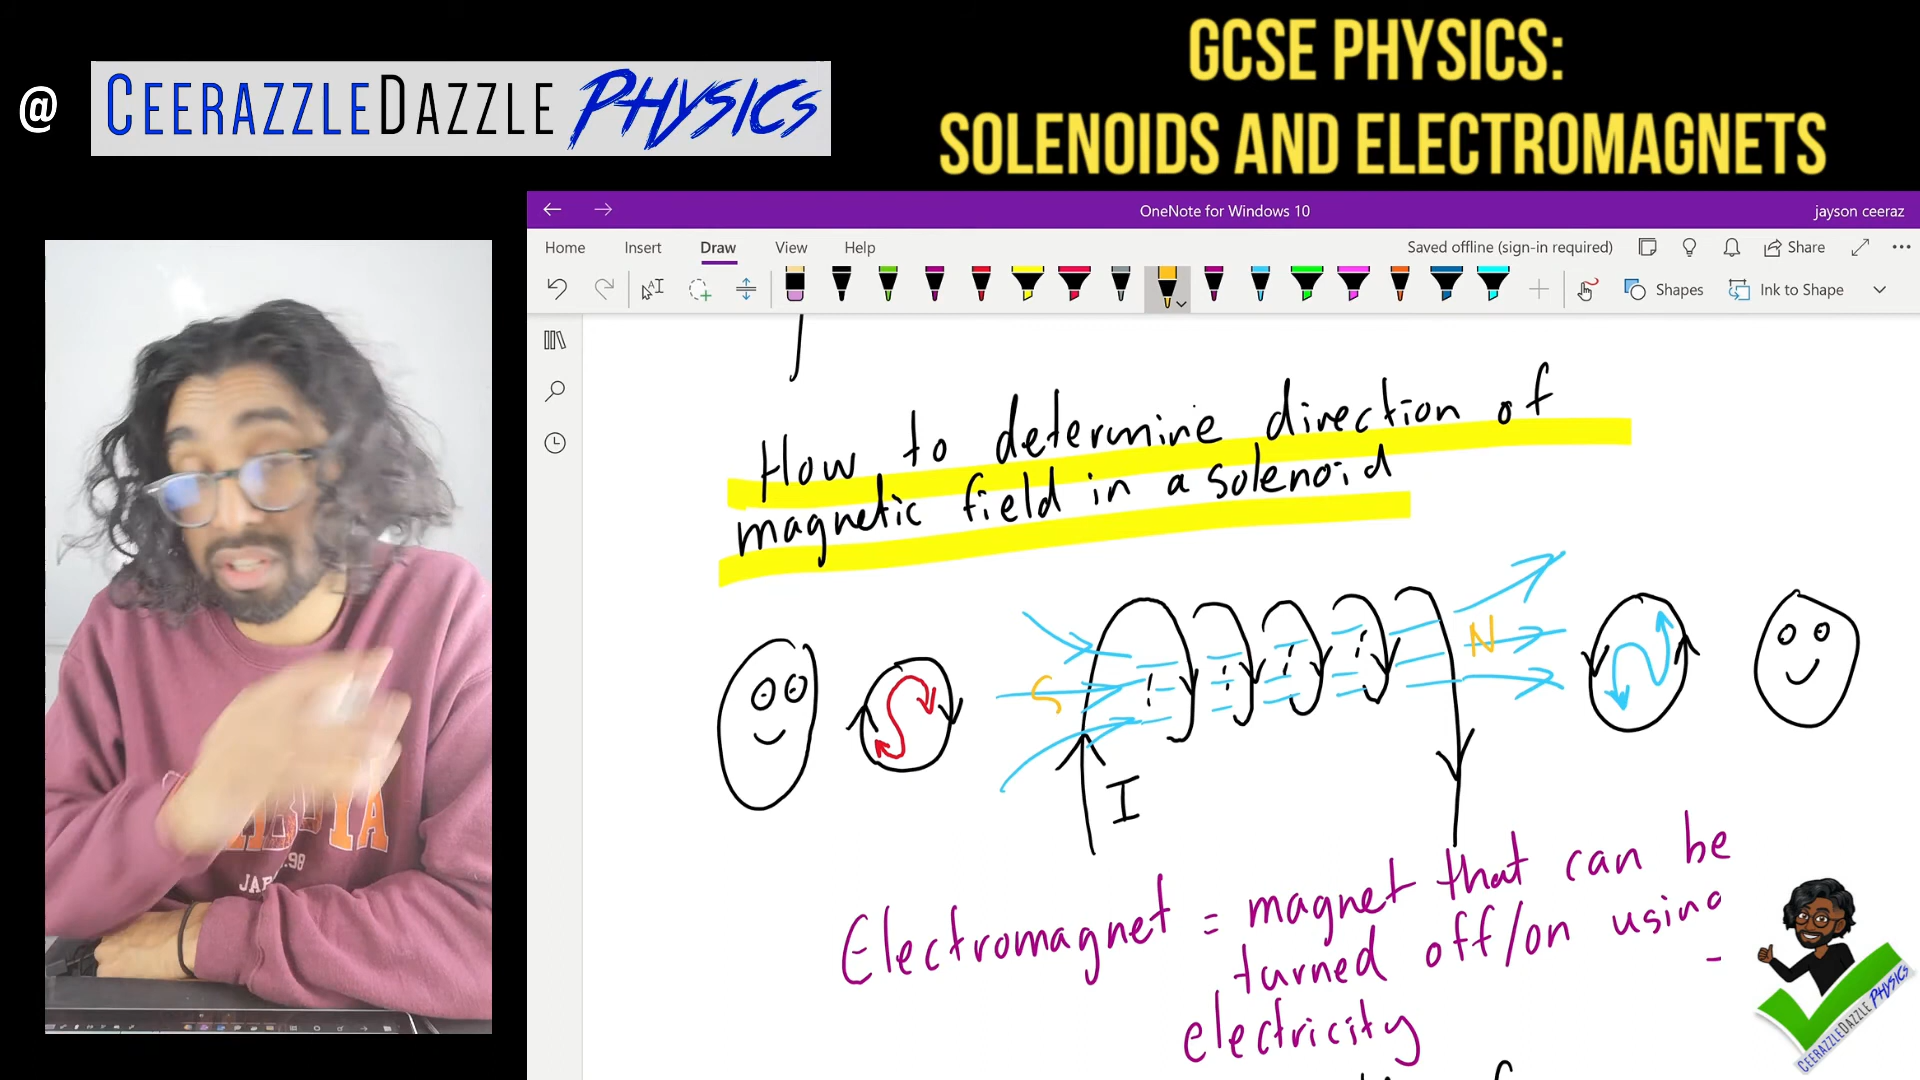 @ CEERAZZLEDAZZLE PHYSICS
GCSE PHYSICS:
SOLENOIDS AND ELECTROMAGNETS
OneNote for Windows 10
jayson ceeraz
Home Insert Draw View Help
Saved offline (sign-in required)
Share
Shapes
Ink to Shape
How to determine direction of
magnetic field in a solenoid
S
N
S
N
I
Electromagnet = magnet that can be
turned off/on using
electricity
98
CEERAZZLEDAZZLE PHYSICS